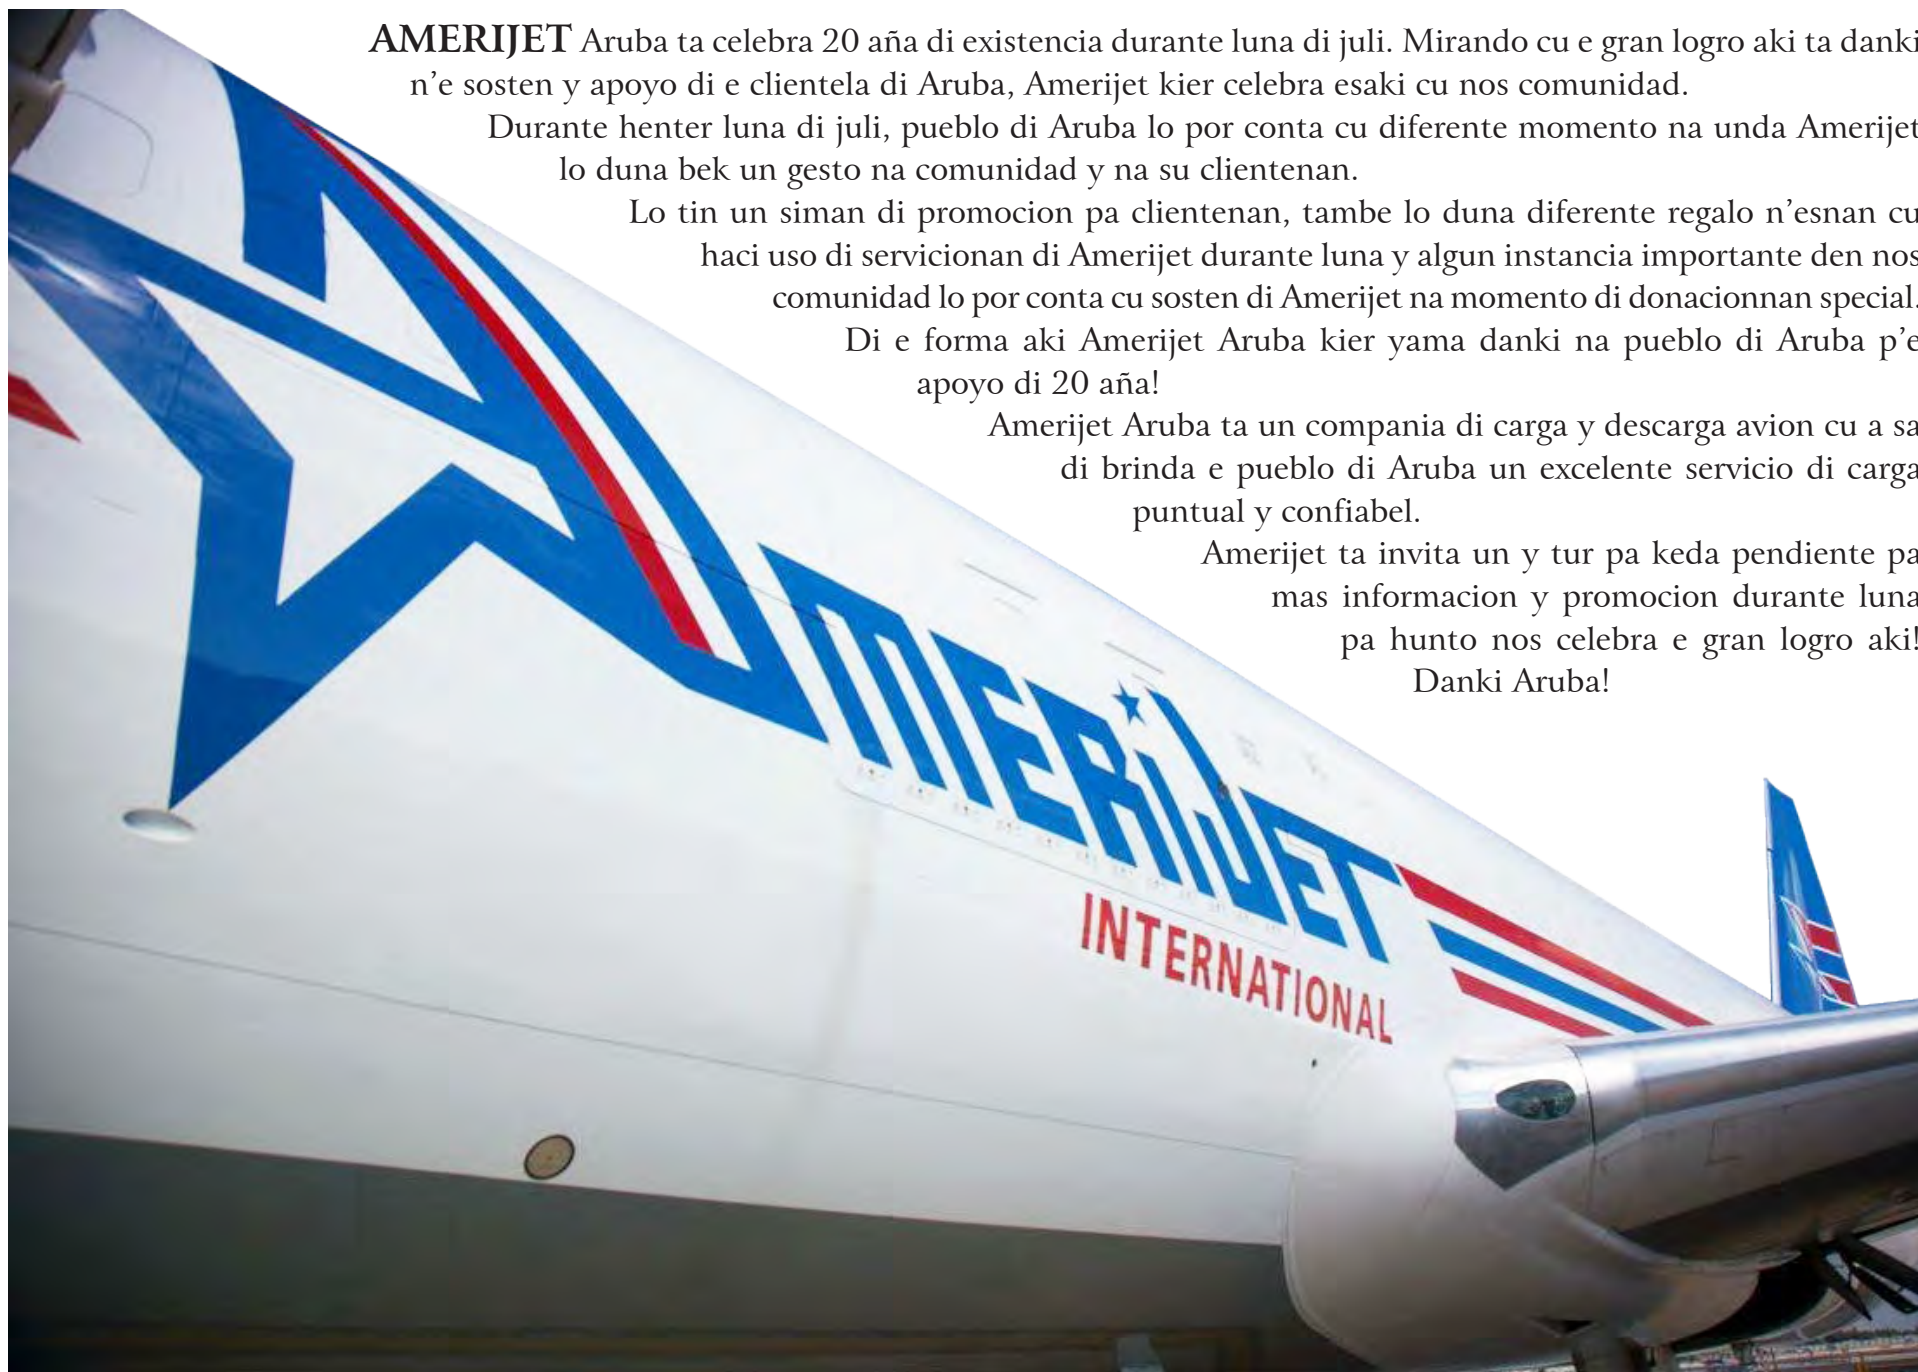 AMERIJET Aruba ta celebra 20 aña di existencia durante luna di juli. Mirando cu e gran logro aki ta danki
n’e sosten y apoyo di e clientela di Aruba, Amerijet kier celebra esaki cu nos comunidad.
Durante henter luna di juli, pueblo di Aruba lo por conta cu diferente momento na unda Amerijet
lo duna bek un gesto na comunidad y na su clientenan.
Lo tin un siman di promocion pa clientenan, tambe lo duna diferente regalo n’esnan cu
haci uso di servicionan di Amerijet durante luna y algun instancia importante den nos
comunidad lo por conta cu sosten di Amerijet na momento di donacionnan special.
Di e forma aki Amerijet Aruba kier yama danki na pueblo di Aruba p’e
apoyo di 20 aña!
Amerijet Aruba ta un compania di carga y descarga avion cu a sa
di brinda e pueblo di Aruba un excelente servicio di carga
puntual y confiabel.
Amerijet ta invita un y tur pa keda pendiente pa
mas informacion y promocion durante luna
pa hunto nos celebra e gran logro aki!
Danki Aruba!
AMERIJET
INTERNATIONAL